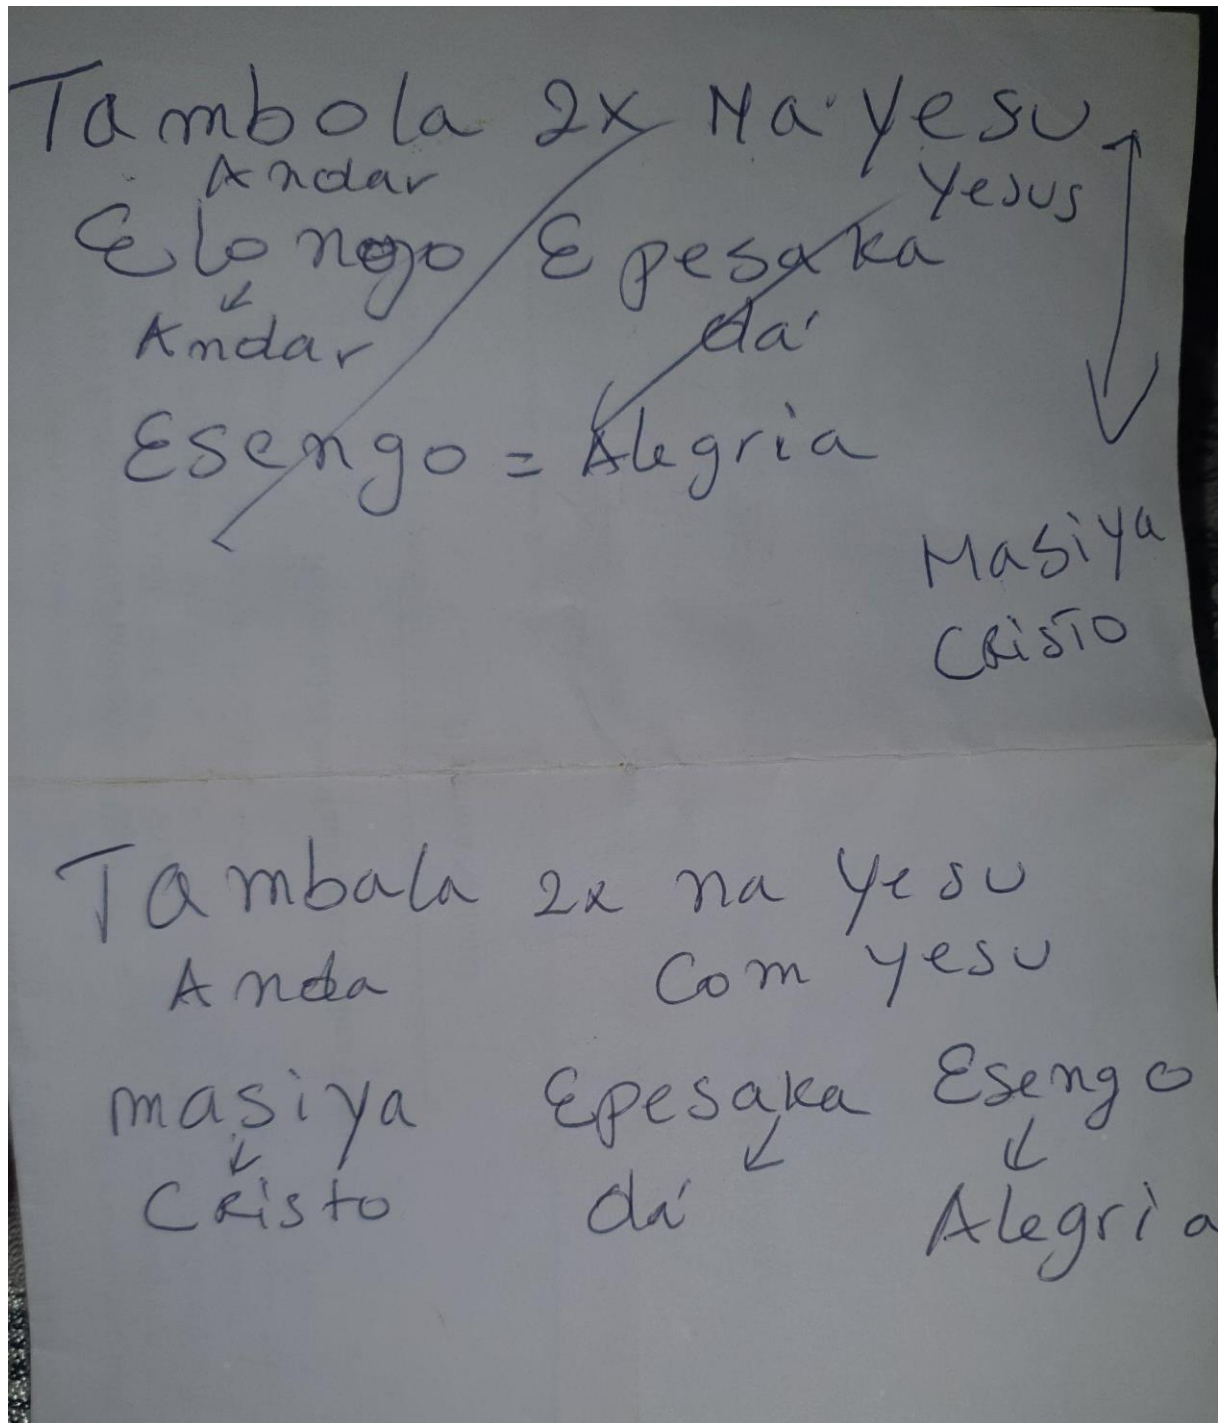 Tambola 2x Na Yesu
Andar Yesus
Elongo Epesaka
Andar dá
Esengo = Alegria
Masiya
CRISTO
Tambala 2x na Yesu
Anda Com yesu
masiya Epesaka Esengo
Cristo dá Alegria